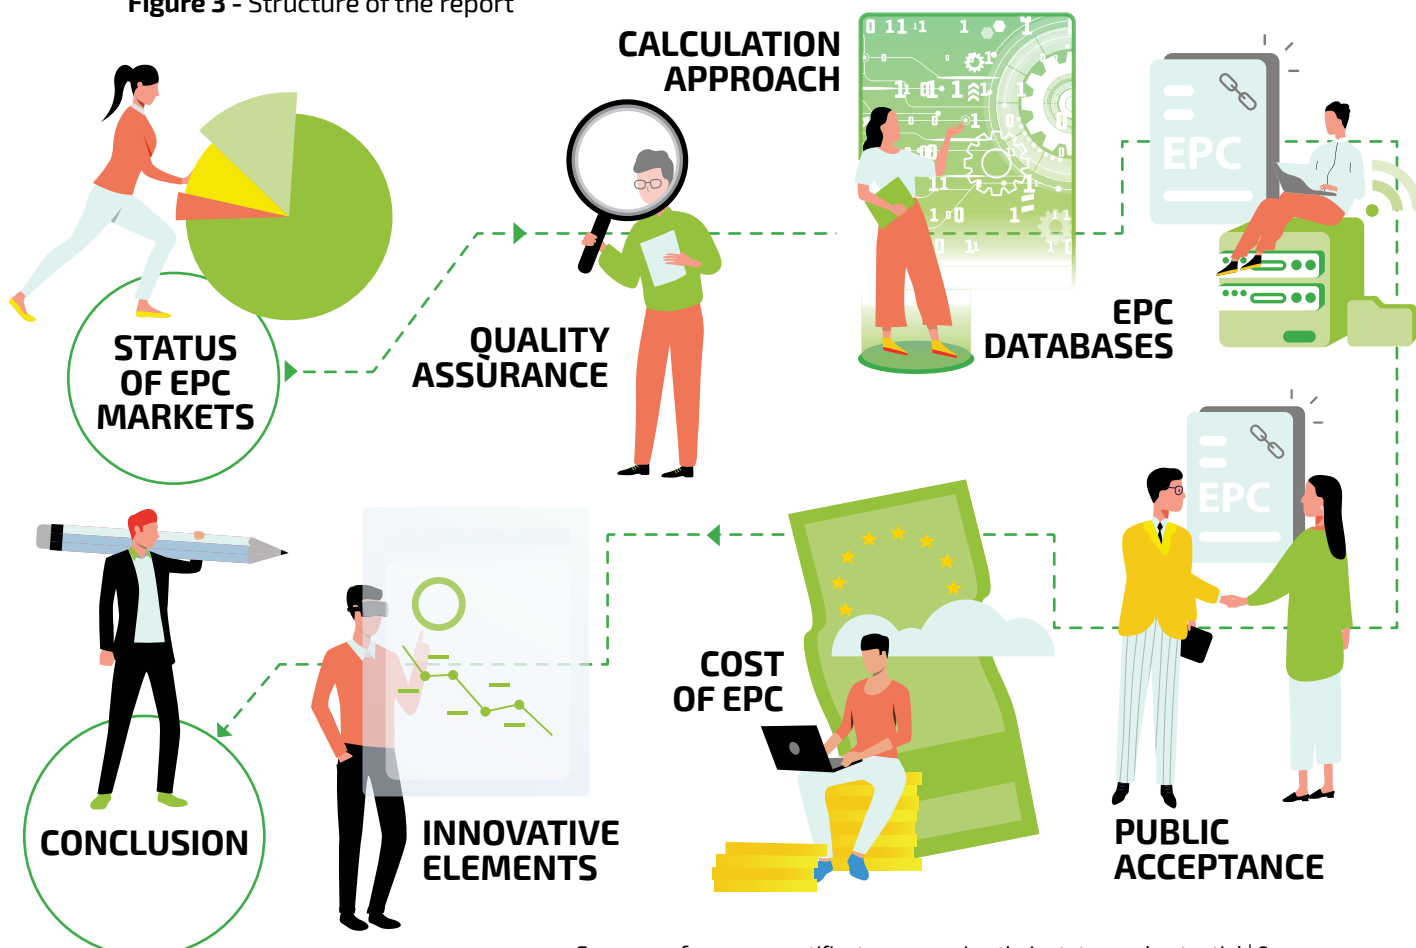 Figure 3 - Structure of the report
CALCULATION
APPROACH
EPC
STATUS
OF EPC
MARKETS
QUALITY
ASSURANCE
EPC
DATABASES
EPC
COST
OF EPC
PUBLIC
ACCEPTANCE
INNOVATIVE
ELEMENTS
CONCLUSION